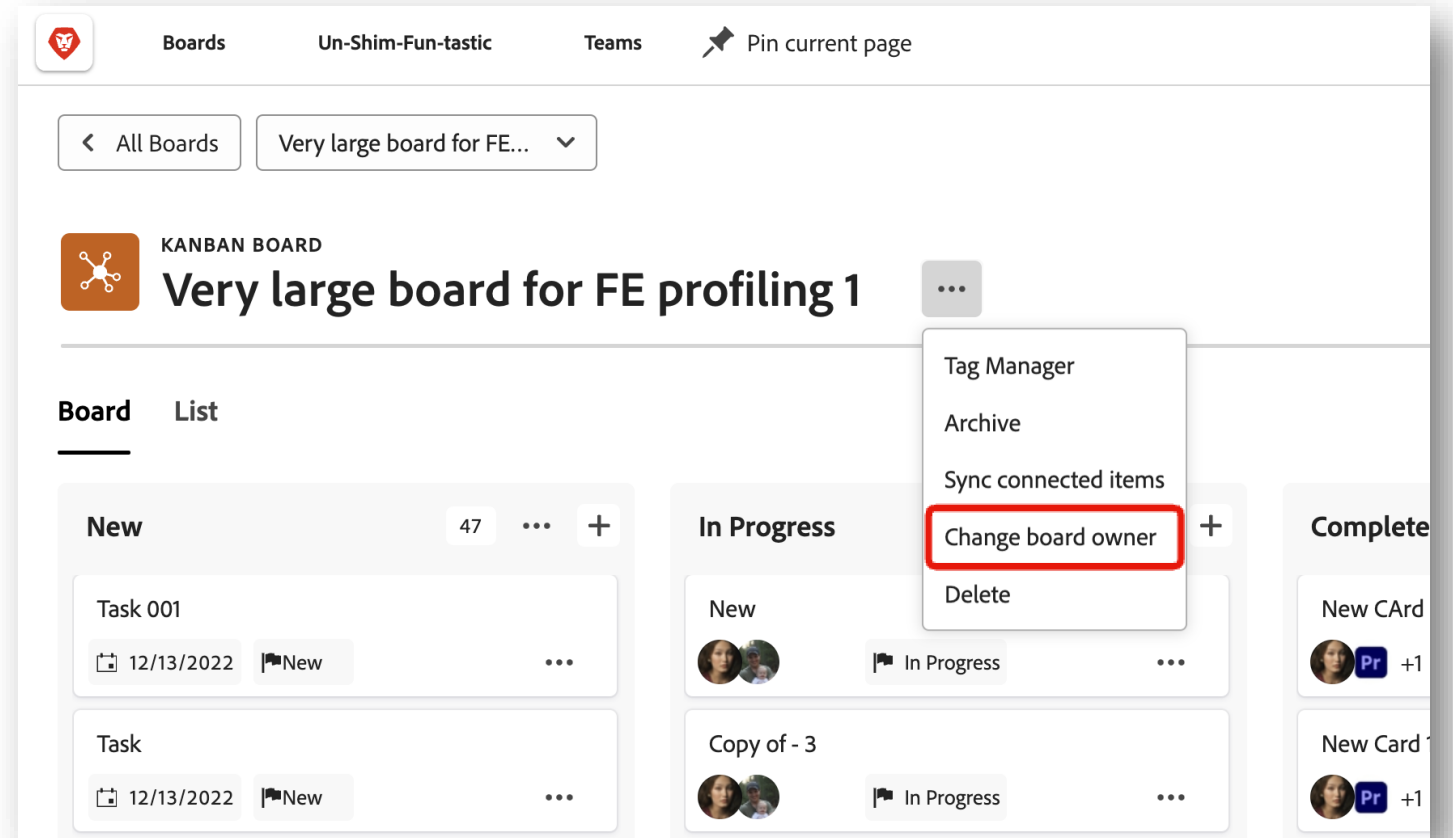 Boards Un-Shim-Fun-tastic Teams Pin current page
All Boards Very large board for FE...
KANBAN BOARD
Very large board for FE profiling 1
Tag Manager
Archive
Sync connected items
Change board owner
Delete
Board List
New 47
Task 001
12/13/2022 New
Task
12/13/2022 New
In Progress
New
In Progress
Copy of - 3
In Progress
Complete
New CArd
Pr +1
New Card
Pr +1